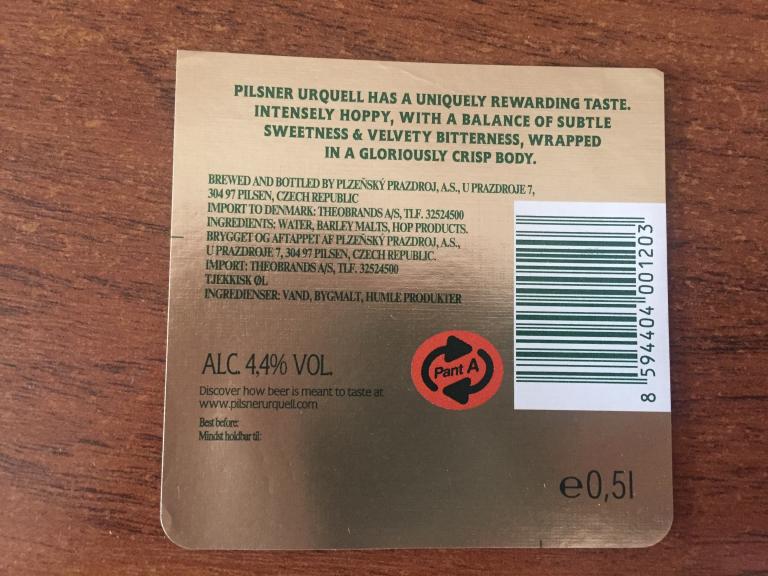 PILSNER URQUELL HAS A UNIQUELY REWARDING TASTE.
INTENSELY HOPPY, WITH A BALANCE OF SUBTLE
SWEETNESS & VELVETY BITTERNESS, WRAPPED
IN A GLORIOUSLY CRISP BODY.
BREWED AND BOTTLED BY PLZEŇSKÝ PRAZDROJ, A.S., U PRAZDROJE 7,
304 97 PILSEN, CZECH REPUBLIC
IMPORT TO DENMARK: THEOBRANDS A/S, TLF. 32524500
INGREDIENTS: WATER, BARLEY MALTS, HOP PRODUCTS.
BRYGGET OG AFTAPPET AF PLZEŇSKÝ PRAZDROJ, A.S.,
U PRAZDROJE 7, 304 97 PILSEN, CZECH REPUBLIC.
IMPORT: THEOBRANDS A/S, TLF. 32524500
TJEKKISK ØL
INGREDIENSER: VAND, BYGMALT, HUMLE PRODUKTER
ALC. 4,4% VOL.
Discover how beer is meant to taste at
www.pilsnerurquell.com
Best before:
Mindst holdbar til:
Pant A
8 594404 001203
e0,5l